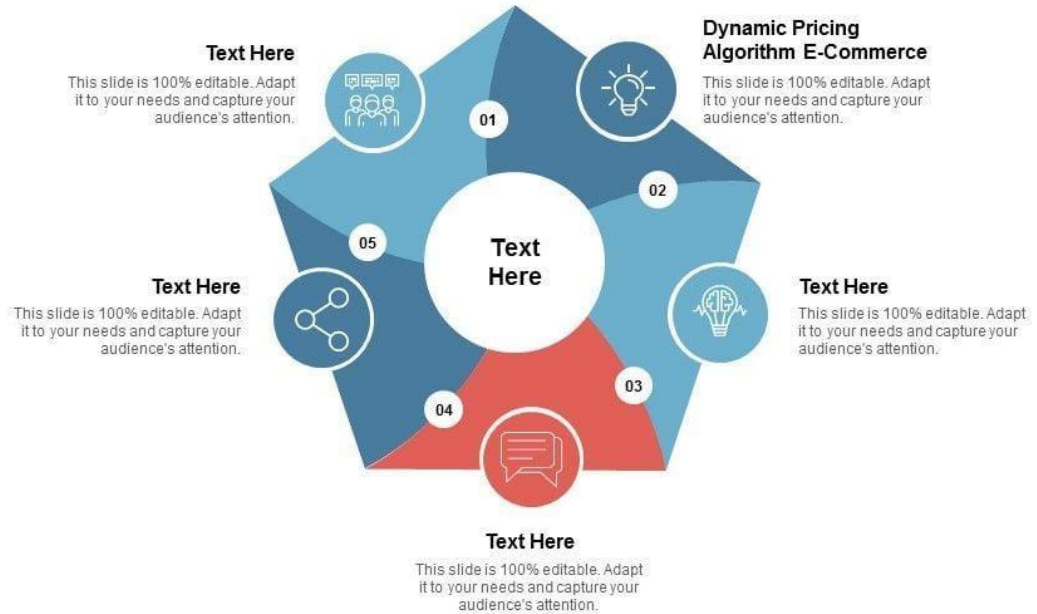 Dynamic Pricing
Algorithm E-Commerce
This slide is 100% editable. Adapt
it to your needs and capture your
audience's attention.
Text Here
This slide is 100% editable. Adapt
it to your needs and capture your
audience's attention.
01
02
Text
Here
05
Text Here
This slide is 100% editable. Adapt
it to your needs and capture your
audience's attention.
Text Here
This slide is 100% editable. Adapt
it to your needs and capture your
audience's attention.
03
04
Text Here
This slide is 100% editable. Adapt
it to your needs and capture your
audience's attention.